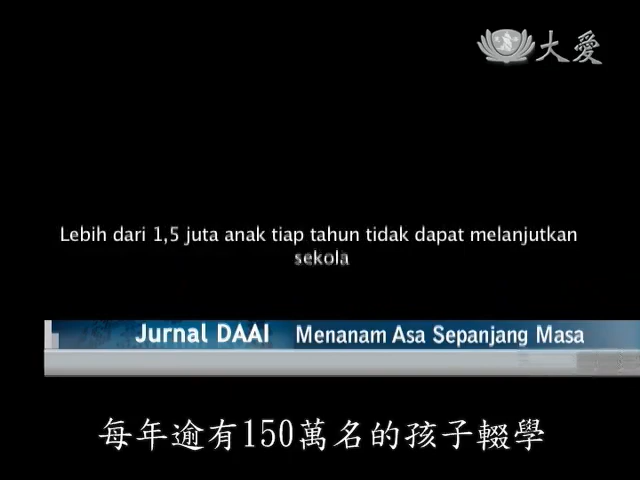 大愛
Lebih dari 1,5 juta anak tiap tahun tidak dapat melanjutkan
sekola
Jurnal DAAI Menanam Asa Sepanjang Masa
每年逾有150萬名的孩子輟學